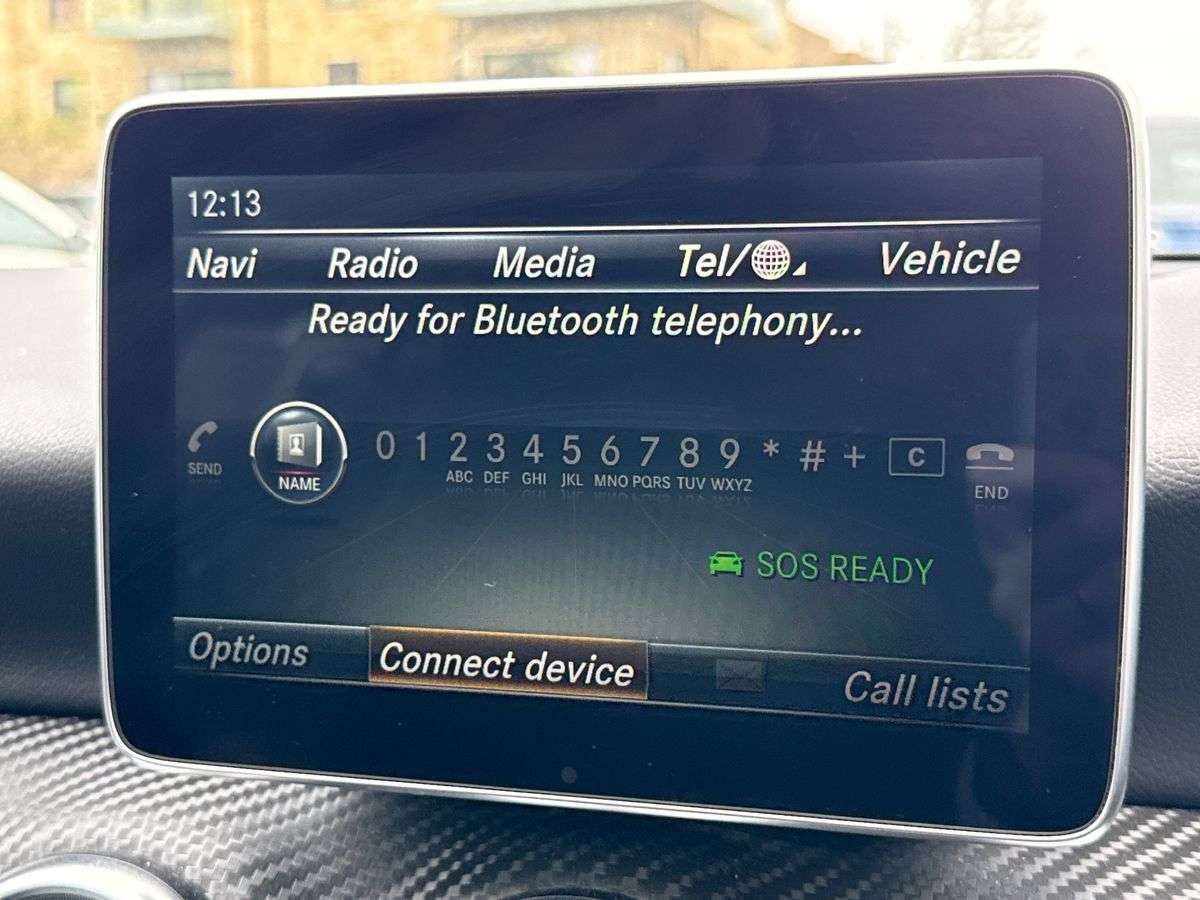 12:13
Navi Radio Media Tel/ Vehicle
Ready for Bluetooth telephony...
SEND NAME 0 1 2 3 4 5 6 7 8 9 * # + C END
ABC DEF GHI JKL MNO PQRS TUV WXYZ
SOS READY
Options Connect device Call lists